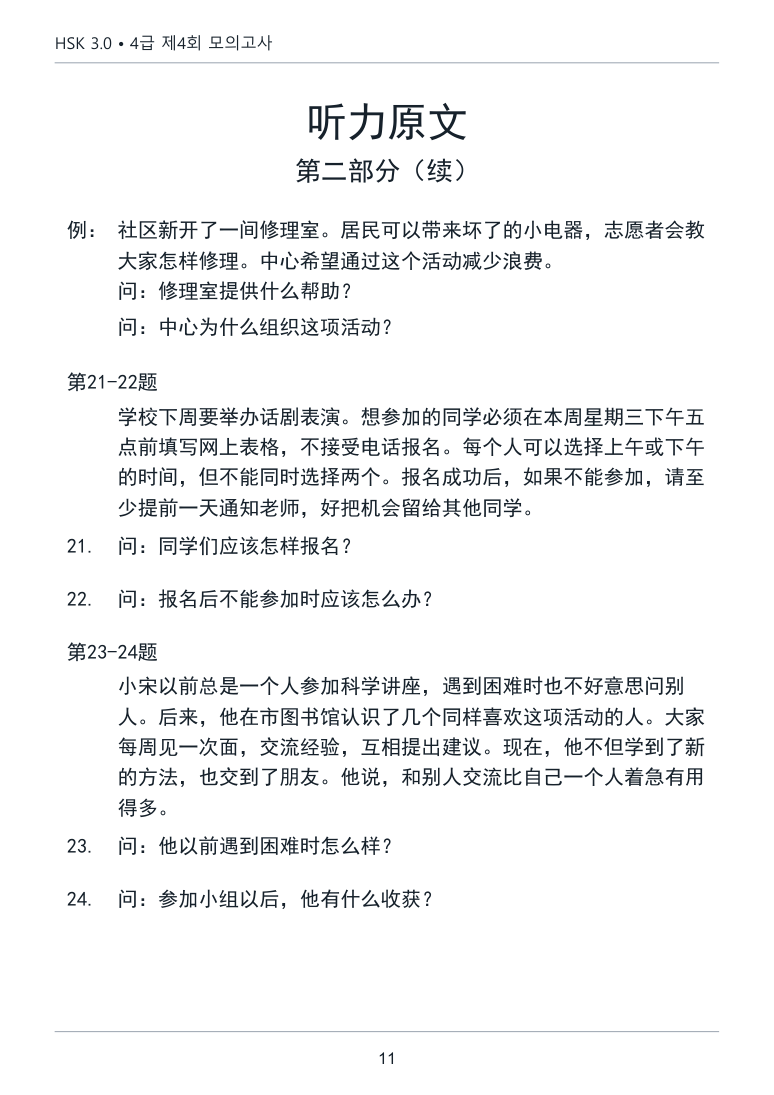 HSK 3.0 • 4급 제4회 모의고사
听力原文
第二部分（续）
例： 社区新开了一间修理室。居民可以带来坏了的小电器，志愿者会教
大家怎样修理。中心希望通过这个活动减少浪费。
问：修理室提供什么帮助？
问：中心为什么组织这项活动？
第21-22题
学校下周要举办话剧表演。想参加的同学必须在本周星期三下午五
点前填写网上表格，不接受电话报名。每个人可以选择上午或下午
的时间，但不能同时选择两个。报名成功后，如果不能参加，请至
少提前一天通知老师，好把机会留给其他同学。
21. 问：同学们应该怎样报名？
22. 问：报名后不能参加时应该怎么办？
第23-24题
小宋以前总是一个人参加科学讲座，遇到困难时也不好意思问别
人。后来，他在市图书馆认识了几个同样喜欢这项活动的人。大家
每周见一次面，交流经验，互相提出建议。现在，他不但学到了新
的方法，也交到了朋友。他说，和别人交流比自己一个人着急有用
得多。
23. 问：他以前遇到困难时怎么样？
24. 问：参加小组以后，他有什么收获？
11